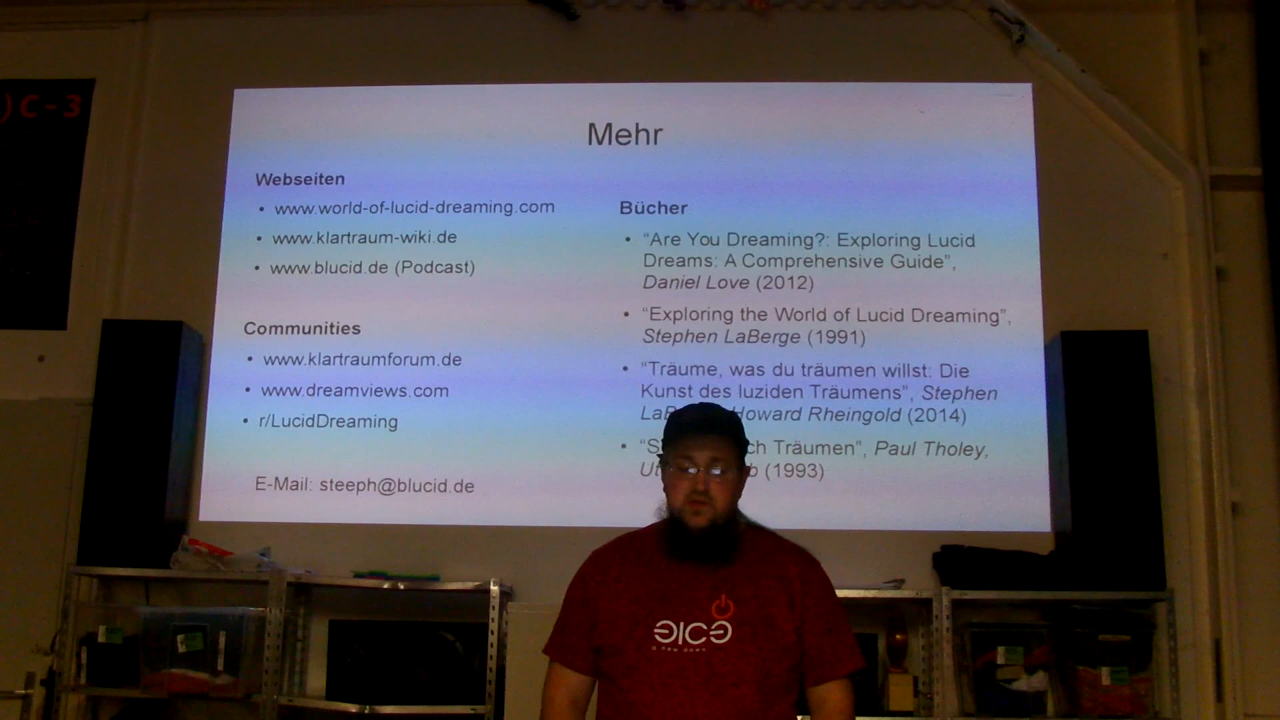 C-3
Mehr
Webseiten
• www.world-of-lucid-dreaming.com
• www.klartraum-wiki.de
• www.blucid.de (Podcast)
Communities
• www.klartraumforum.de
• www.dreamviews.com
• r/LucidDreaming
E-Mail: steeph@blucid.de
Bücher
• “Are You Dreaming?: Exploring Lucid
Dreams: A Comprehensive Guide”,
Daniel Love (2012)
• “Exploring the World of Lucid Dreaming”,
Stephen LaBerge (1991)
• “Träume, was du träumen willst: Die
Kunst des luziden Träumens”, Stephen
Howard Rheingold (2014)
Träumen”, Paul Tholey,
(1993)
a new dawn